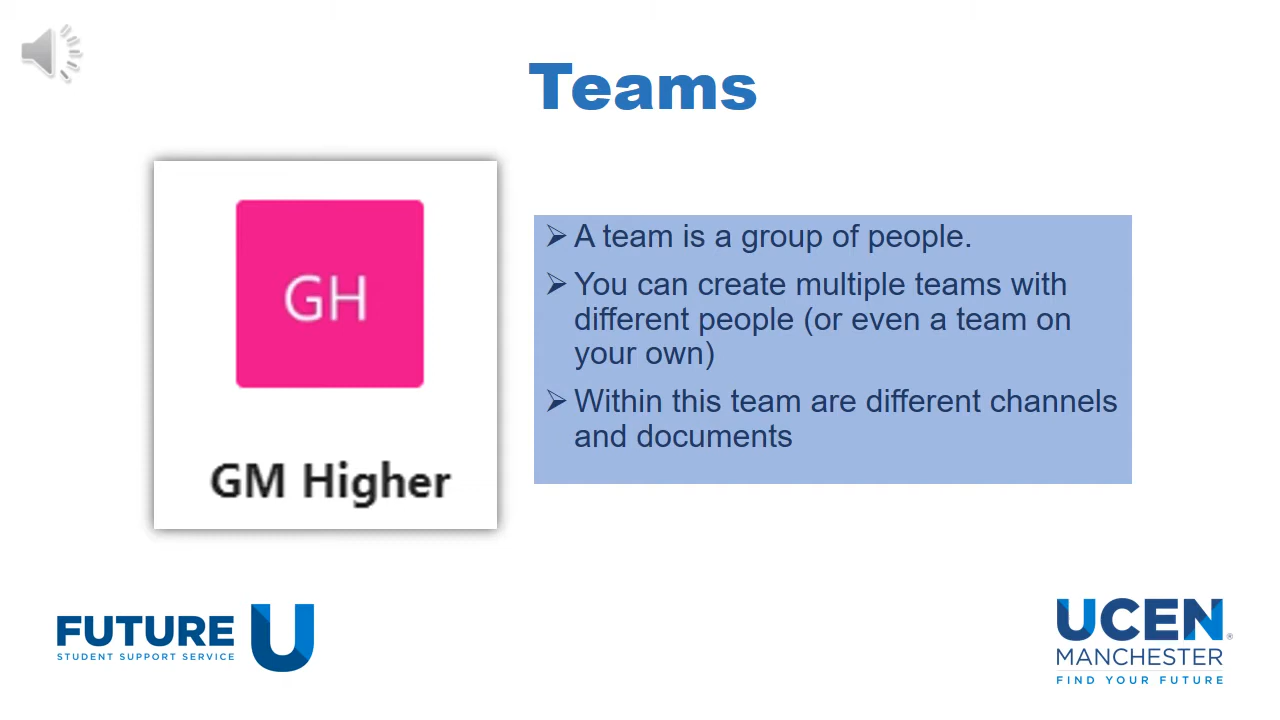 Teams
GH
GM Higher
➢ A team is a group of people.
➢ You can create multiple teams with
different people (or even a team on
your own)
➢ Within this team are different channels
and documents
FUTURE U
STUDENT SUPPORT SERVICE
UCEN®
MANCHESTER
FIND YOUR FUTURE